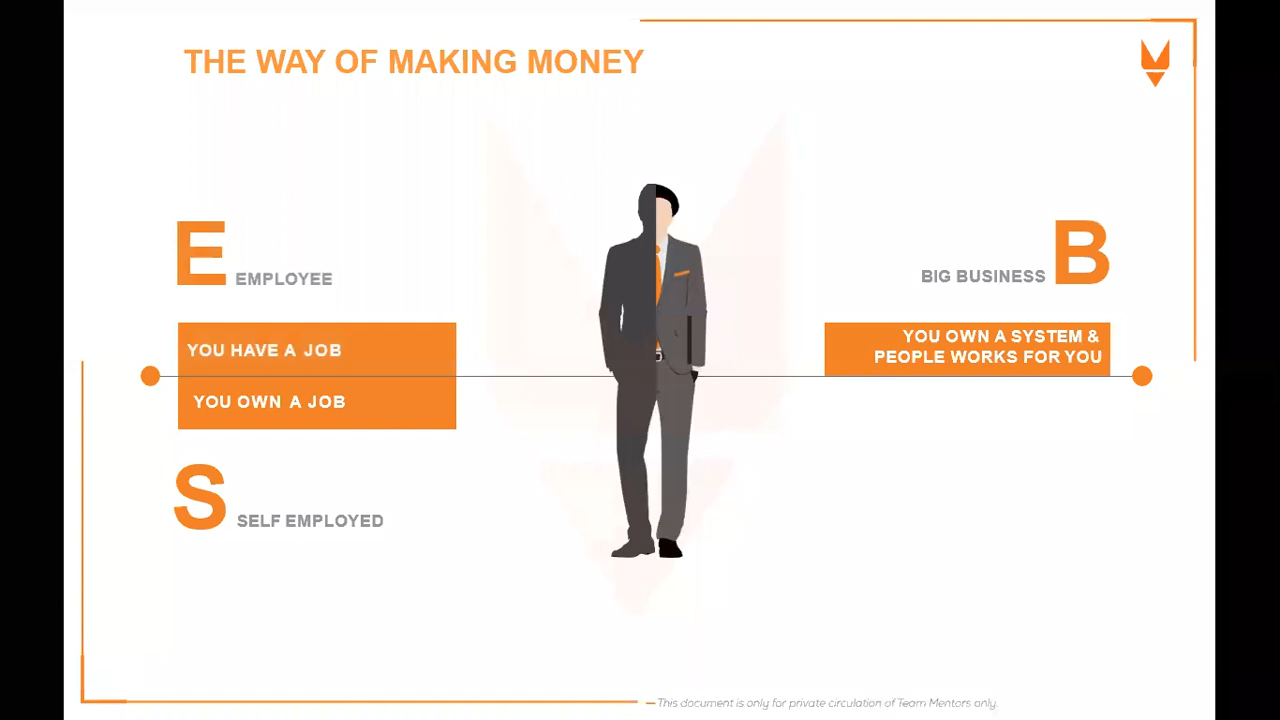 THE WAY OF MAKING MONEY
E EMPLOYEE
YOU HAVE A JOB
YOU OWN A JOB
S SELF EMPLOYED
BIG BUSINESS B
YOU OWN A SYSTEM &
PEOPLE WORKS FOR YOU
This document is only for private circulation of Team Mentors only.